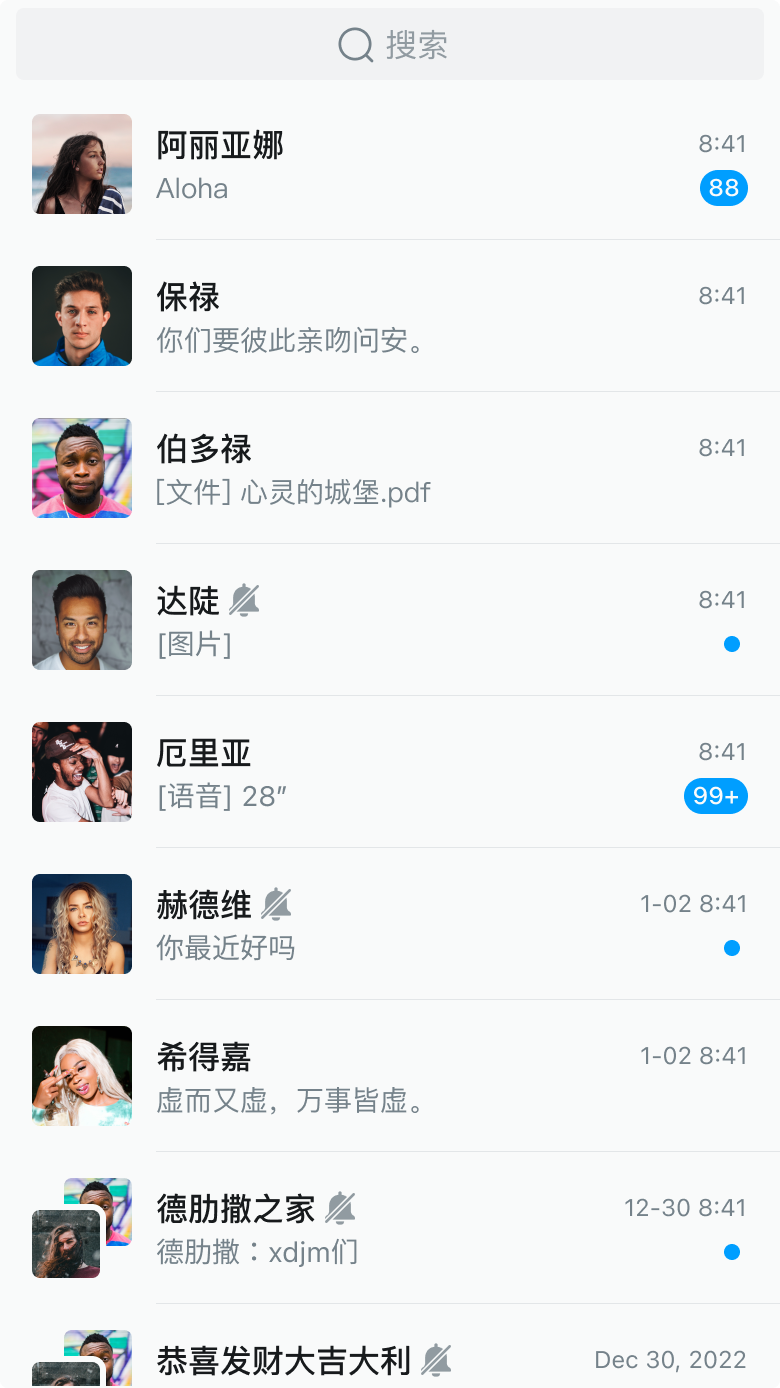 搜索
阿丽亚娜 8:41
Aloha 88
保禄 8:41
你们要彼此亲吻问安。
伯多禄 8:41
[文件] 心灵的城堡.pdf
达陡 8:41
[图片]
厄里亚 8:41
[语音] 28″ 99+
赫德维 1-02 8:41
你最近好吗
希得嘉 1-02 8:41
虚而又虚，万事皆虚。
德肋撒之家 12-30 8:41
德肋撒：xdjm们
恭喜发财大吉大利 Dec 30, 2022